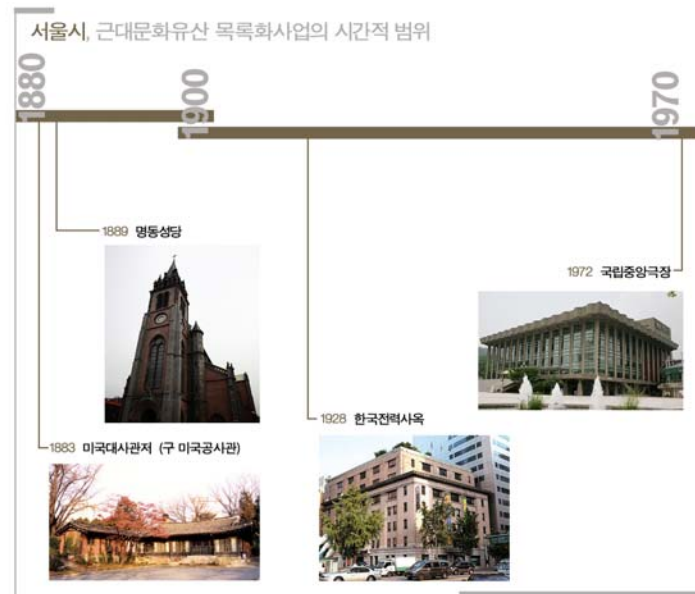 서울시, 근대문화유산 목록화사업의 시간적 범위
1880
1900
1970
1889 명동성당
1972 국립중앙극장
1928 한국전력사옥
1883 미국대사관저 (구 미국공사관)